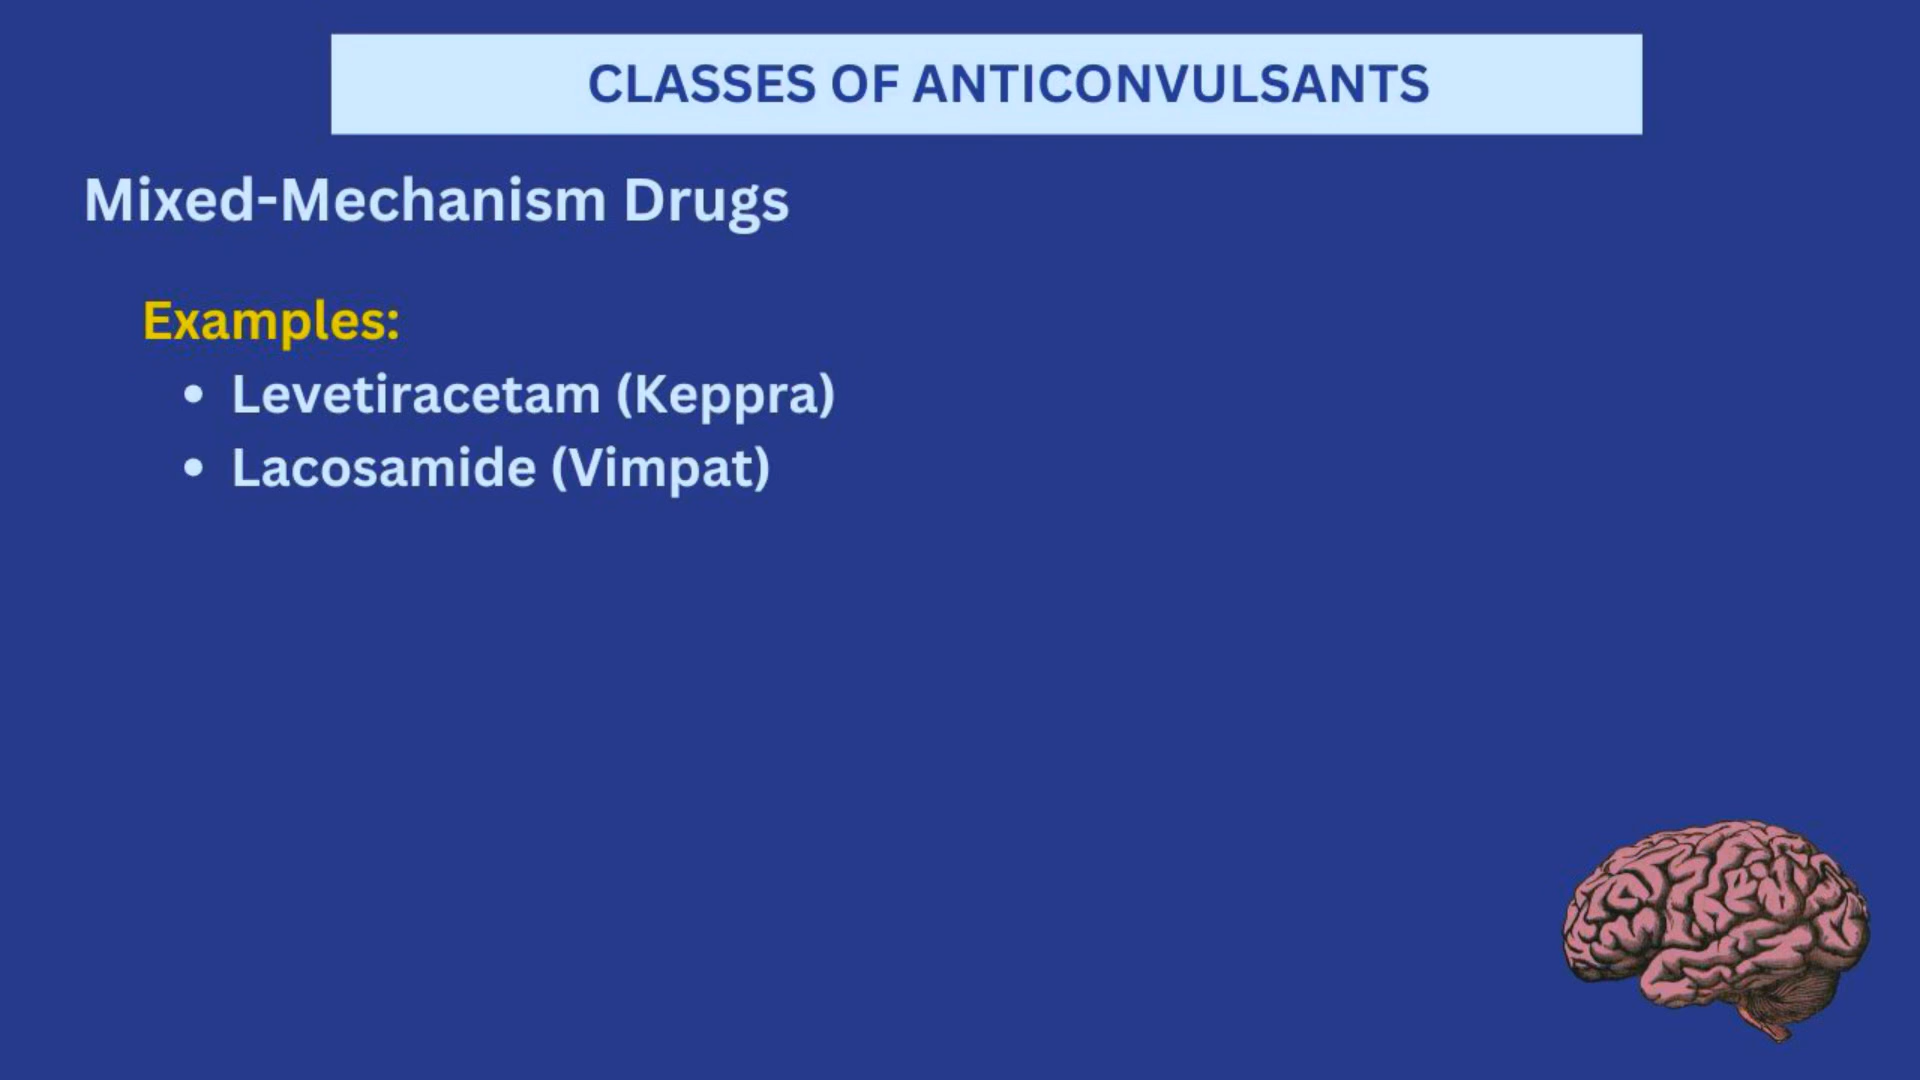 CLASSES OF ANTICONVULSANTS
Mixed-Mechanism Drugs
Examples:
• Levetiracetam (Keppra)
• Lacosamide (Vimpat)